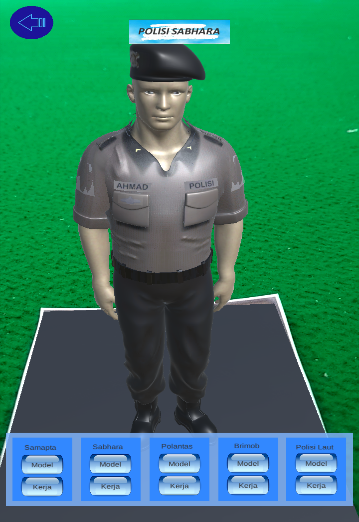 POLISI SABHARA
AHMAD POLISI
Samapta Sabhara Polantas Brimob Polisi Laut
Model Model Model Model Model
Kerja Kerja Kerja Kerja Kerja